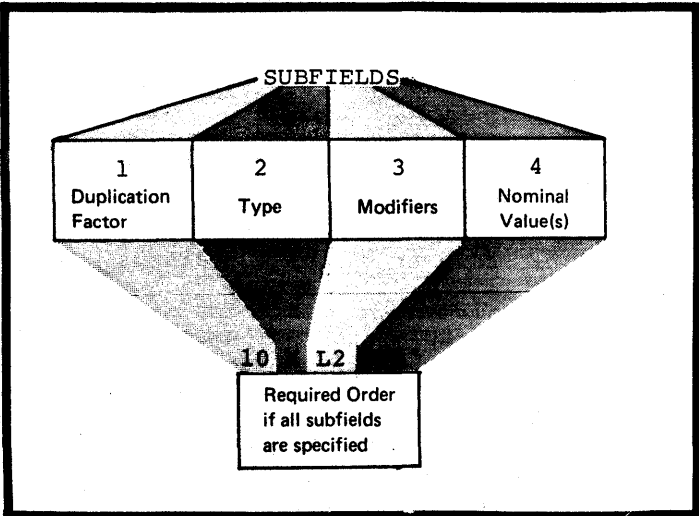 SUBFIELDS
1
Duplication
Factor
2
Type
3
Modifiers
4
Nominal
Value(s)
10 L2
Required Order
if all subfields
are specified